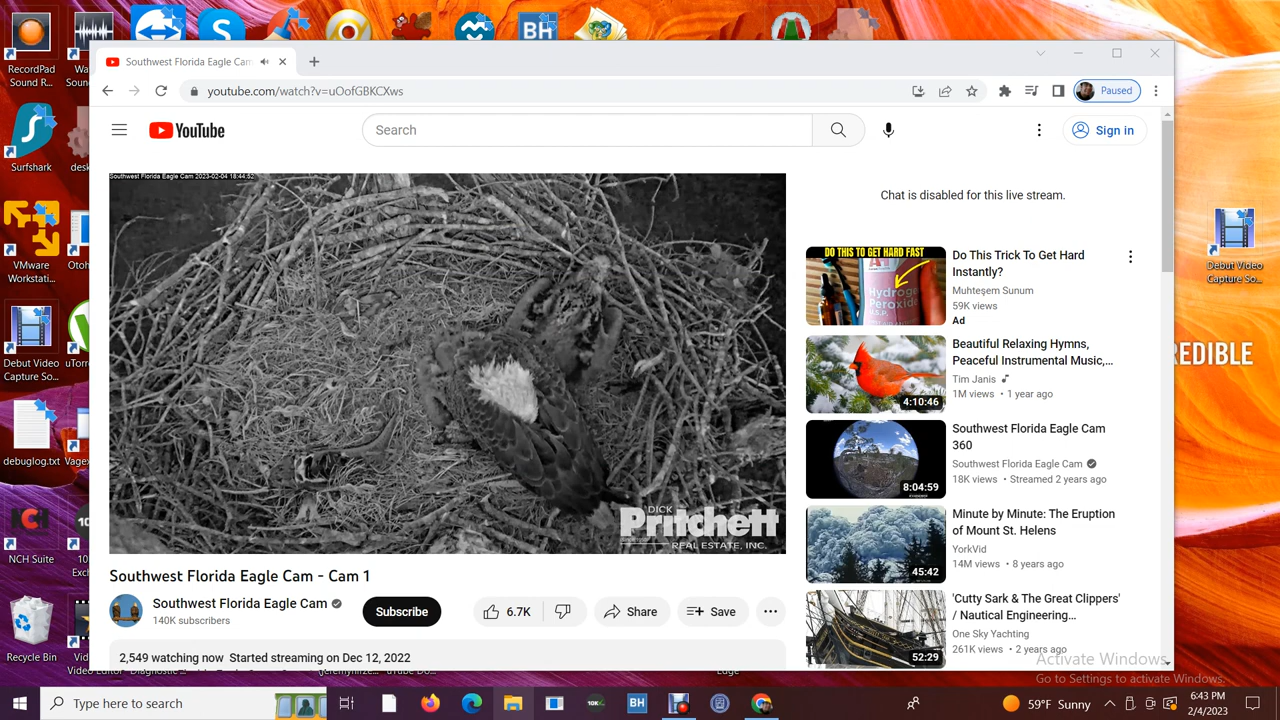 RecordPad
Sound R...
Surfshark
VMware
Workstati...
Debut Video
Capture So...
debuglog.txt
NCH Suite
Recycle Bin
BH
Southwest Florida Eagle Cam
youtube.com/watch?v=uOofGBKCXws
Paused
YouTube
Search
Sign in
Southwest Florida Eagle Cam 2023-02-04 18:44:52
DICK
Pritchett
REAL ESTATE, INC.
Southwest Florida Eagle Cam - Cam 1
Southwest Florida Eagle Cam
140K subscribers
Subscribe
6.7K
Share
Save
2,549 watching now Started streaming on Dec 12, 2022
Chat is disabled for this live stream.
DO THIS TO GET HARD FAST
Hydrogen
Peroxide
U.S.P.
Do This Trick To Get Hard
Instantly?
Muhteşem Sunum
59K views
Ad
4:10:46
Beautiful Relaxing Hymns,
Peaceful Instrumental Music,...
Tim Janis
1M views • 1 year ago
8:04:59
Southwest Florida Eagle Cam
360
Southwest Florida Eagle Cam
18K views • Streamed 2 years ago
45:42
Minute by Minute: The Eruption
of Mount St. Helens
YorkVid
14M views • 8 years ago
52:29
'Cutty Sark & The Great Clippers'
/ Nautical Engineering...
One Sky Yachting
261K views • 2 years ago
Debut Video
Capture So...
REDIBLE
Activate Windows
Go to Settings to activate Windows.
Type here to search
10K
BH
59°F Sunny
6:43 PM
2/4/2023